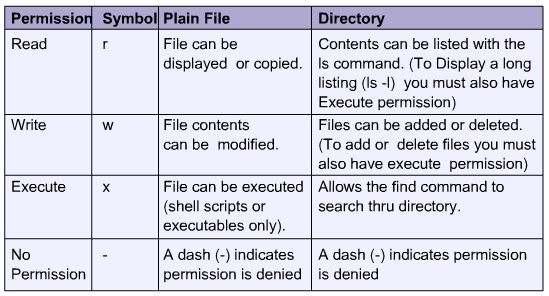 Permission Symbol Plain File Directory
Read r File can be displayed or copied. Contents can be listed with the ls command. (To Display a long listing (ls -l) you must also have Execute permission)
Write w File contents can be modified. Files can be added or deleted. (To add or delete files you must also have execute permission)
Execute x File can be executed (shell scripts or executables only). Allows the find command to search thru directory.
No Permission - A dash (-) indicates permission is denied A dash (-) indicates permission is denied